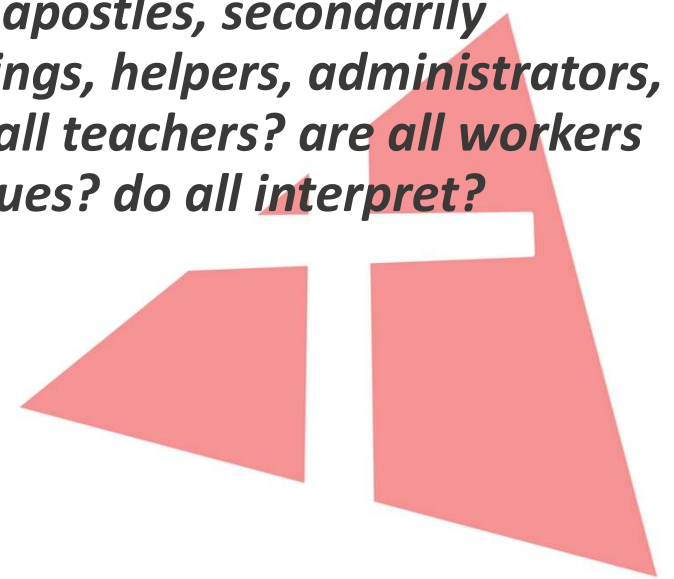 apostles, secondarily
ings, helpers, administrators,
all teachers? are all workers
ues? do all interpret?